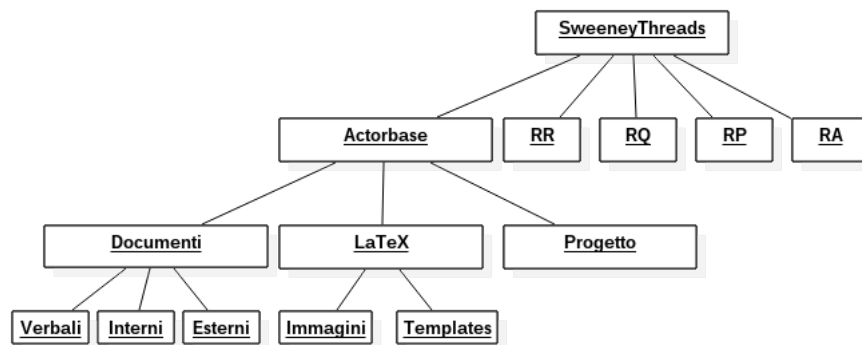 SweeneyThreads
Actorbase
RR
RQ
RP
RA
Documenti
LaTeX
Progetto
Verbali
Interni
Esterni
Immagini
Templates